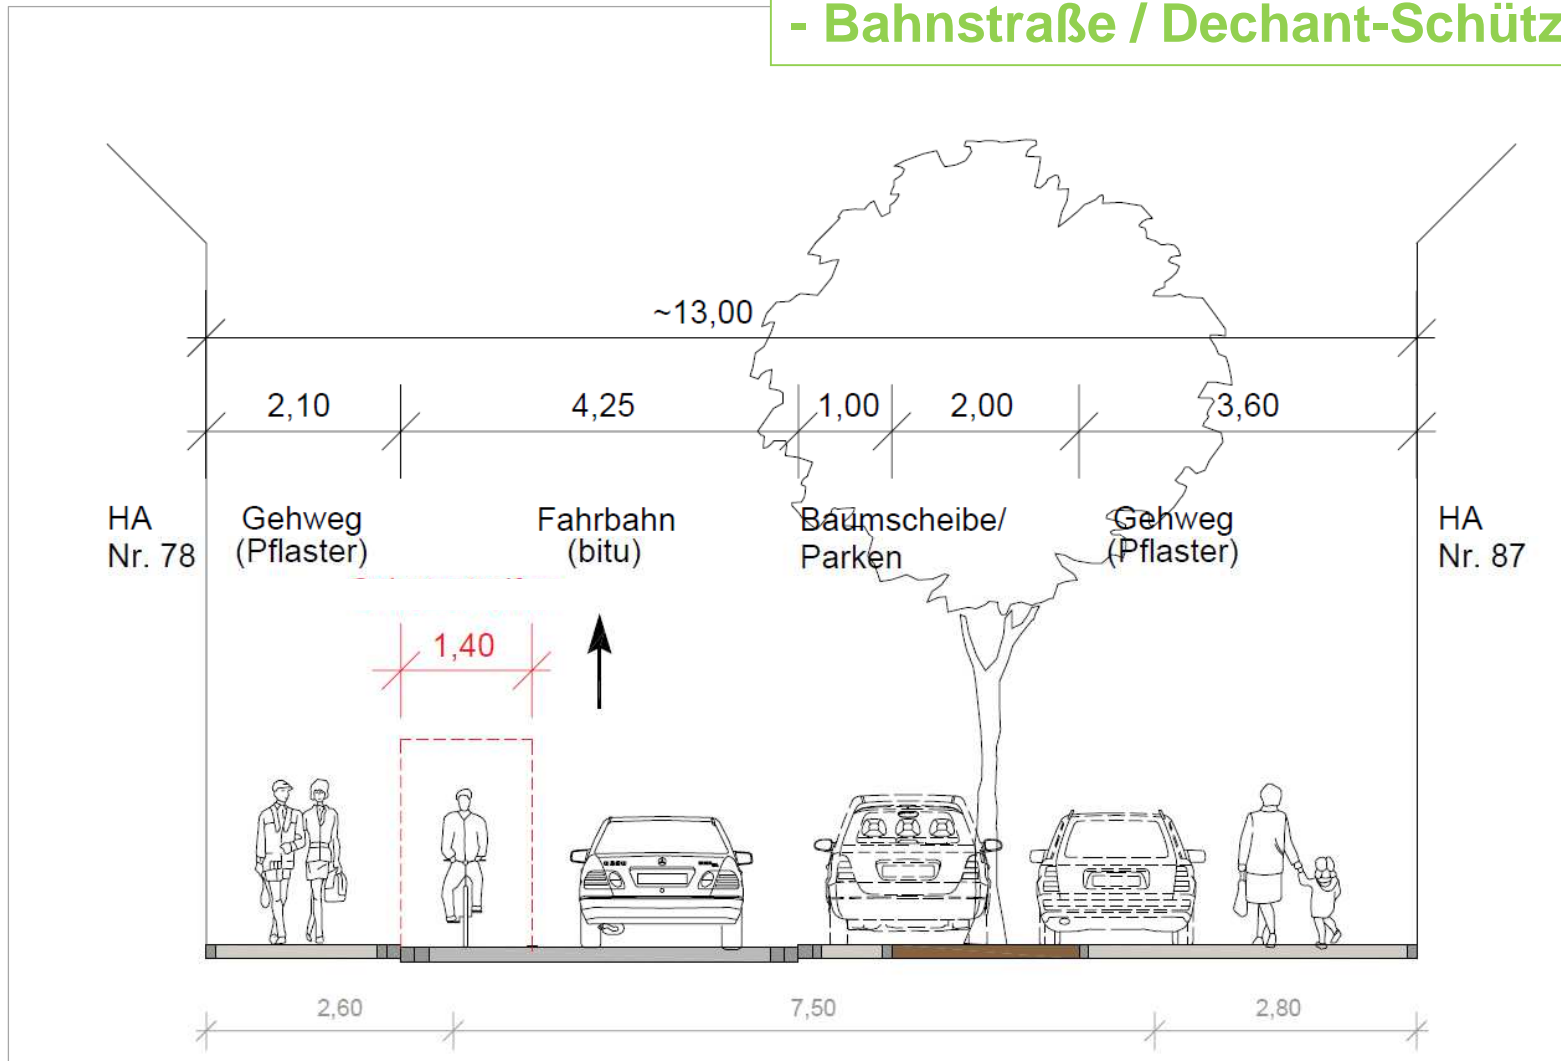 - Bahnstraße / Dechant-Schütz
~13,00
2,10 4,25 1,00 2,00 3,60
HA
Nr. 78
Gehweg
(Pflaster)
Fahrbahn
(bitu)
Baumscheibe/
Parken
Gehweg
(Pflaster)
HA
Nr. 87
1,40
2,60 7,50 2,80